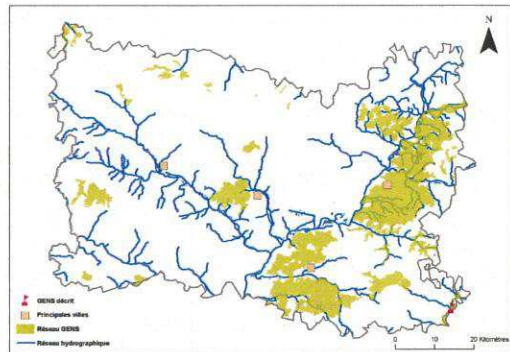 N
GENS décrit
Principales villes
Réseau GENS
Réseau hydrographique
0 10 20 Kilomètres